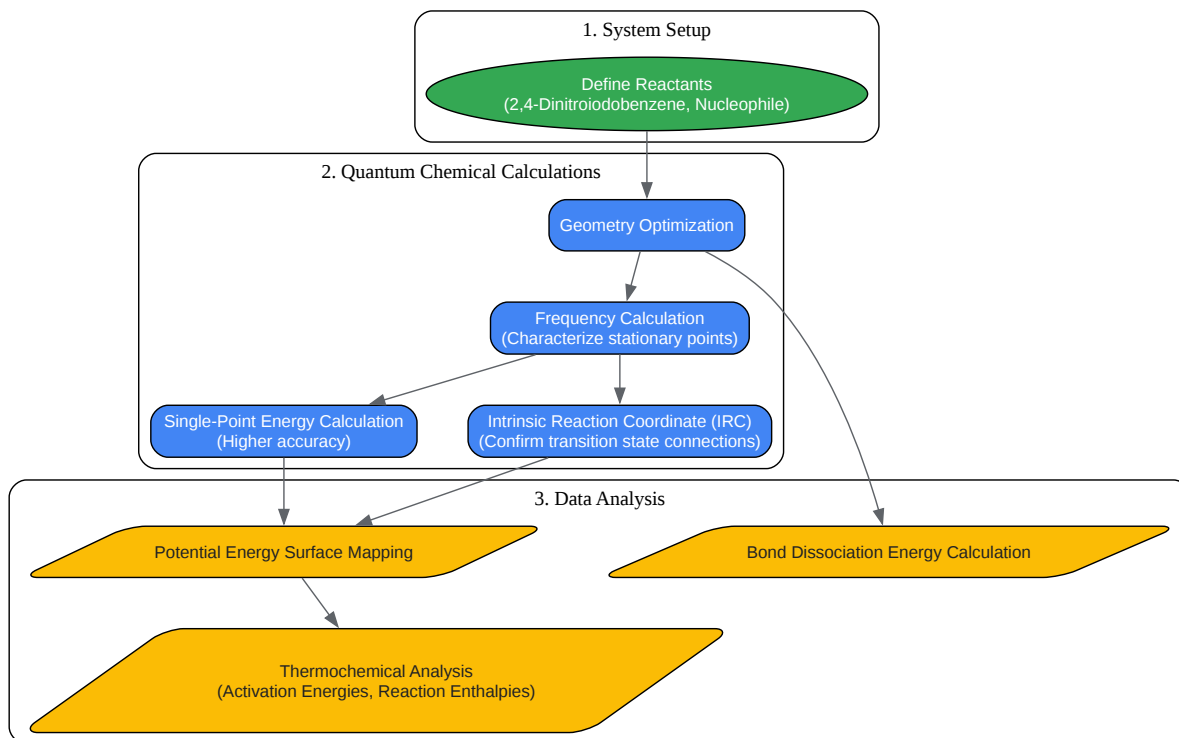 1. System Setup
Define Reactants
(2,4-Dinitroiodobenzene, Nucleophile)
2. Quantum Chemical Calculations
Geometry Optimization
Frequency Calculation
(Characterize stationary points)
Single-Point Energy Calculation
(Higher accuracy)
Intrinsic Reaction Coordinate (IRC)
(Confirm transition state connections)
3. Data Analysis
Potential Energy Surface Mapping
Bond Dissociation Energy Calculation
Thermochemical Analysis
(Activation Energies, Reaction Enthalpies)